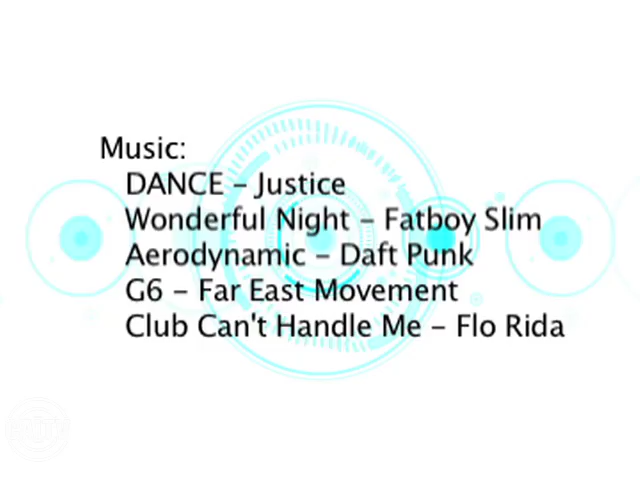 Music:
DANCE – Justice
Wonderful Night – Fatboy Slim
Aerodynamic – Daft Punk
G6 – Far East Movement
Club Can't Handle Me – Flo Rida